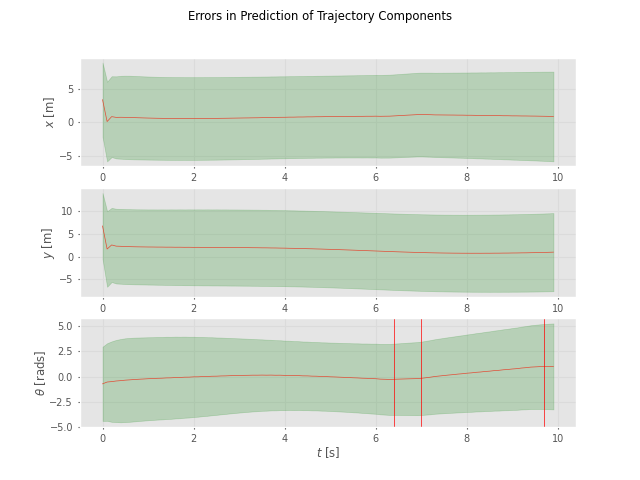 Errors in Prediction of Trajectory Components
5
0
−5
x [m]
0 2 4 6 8 10
10
5
0
−5
y [m]
0 2 4 6 8 10
5.0
2.5
0.0
−2.5
−5.0
θ [rads]
0 2 4 6 8 10
t [s]